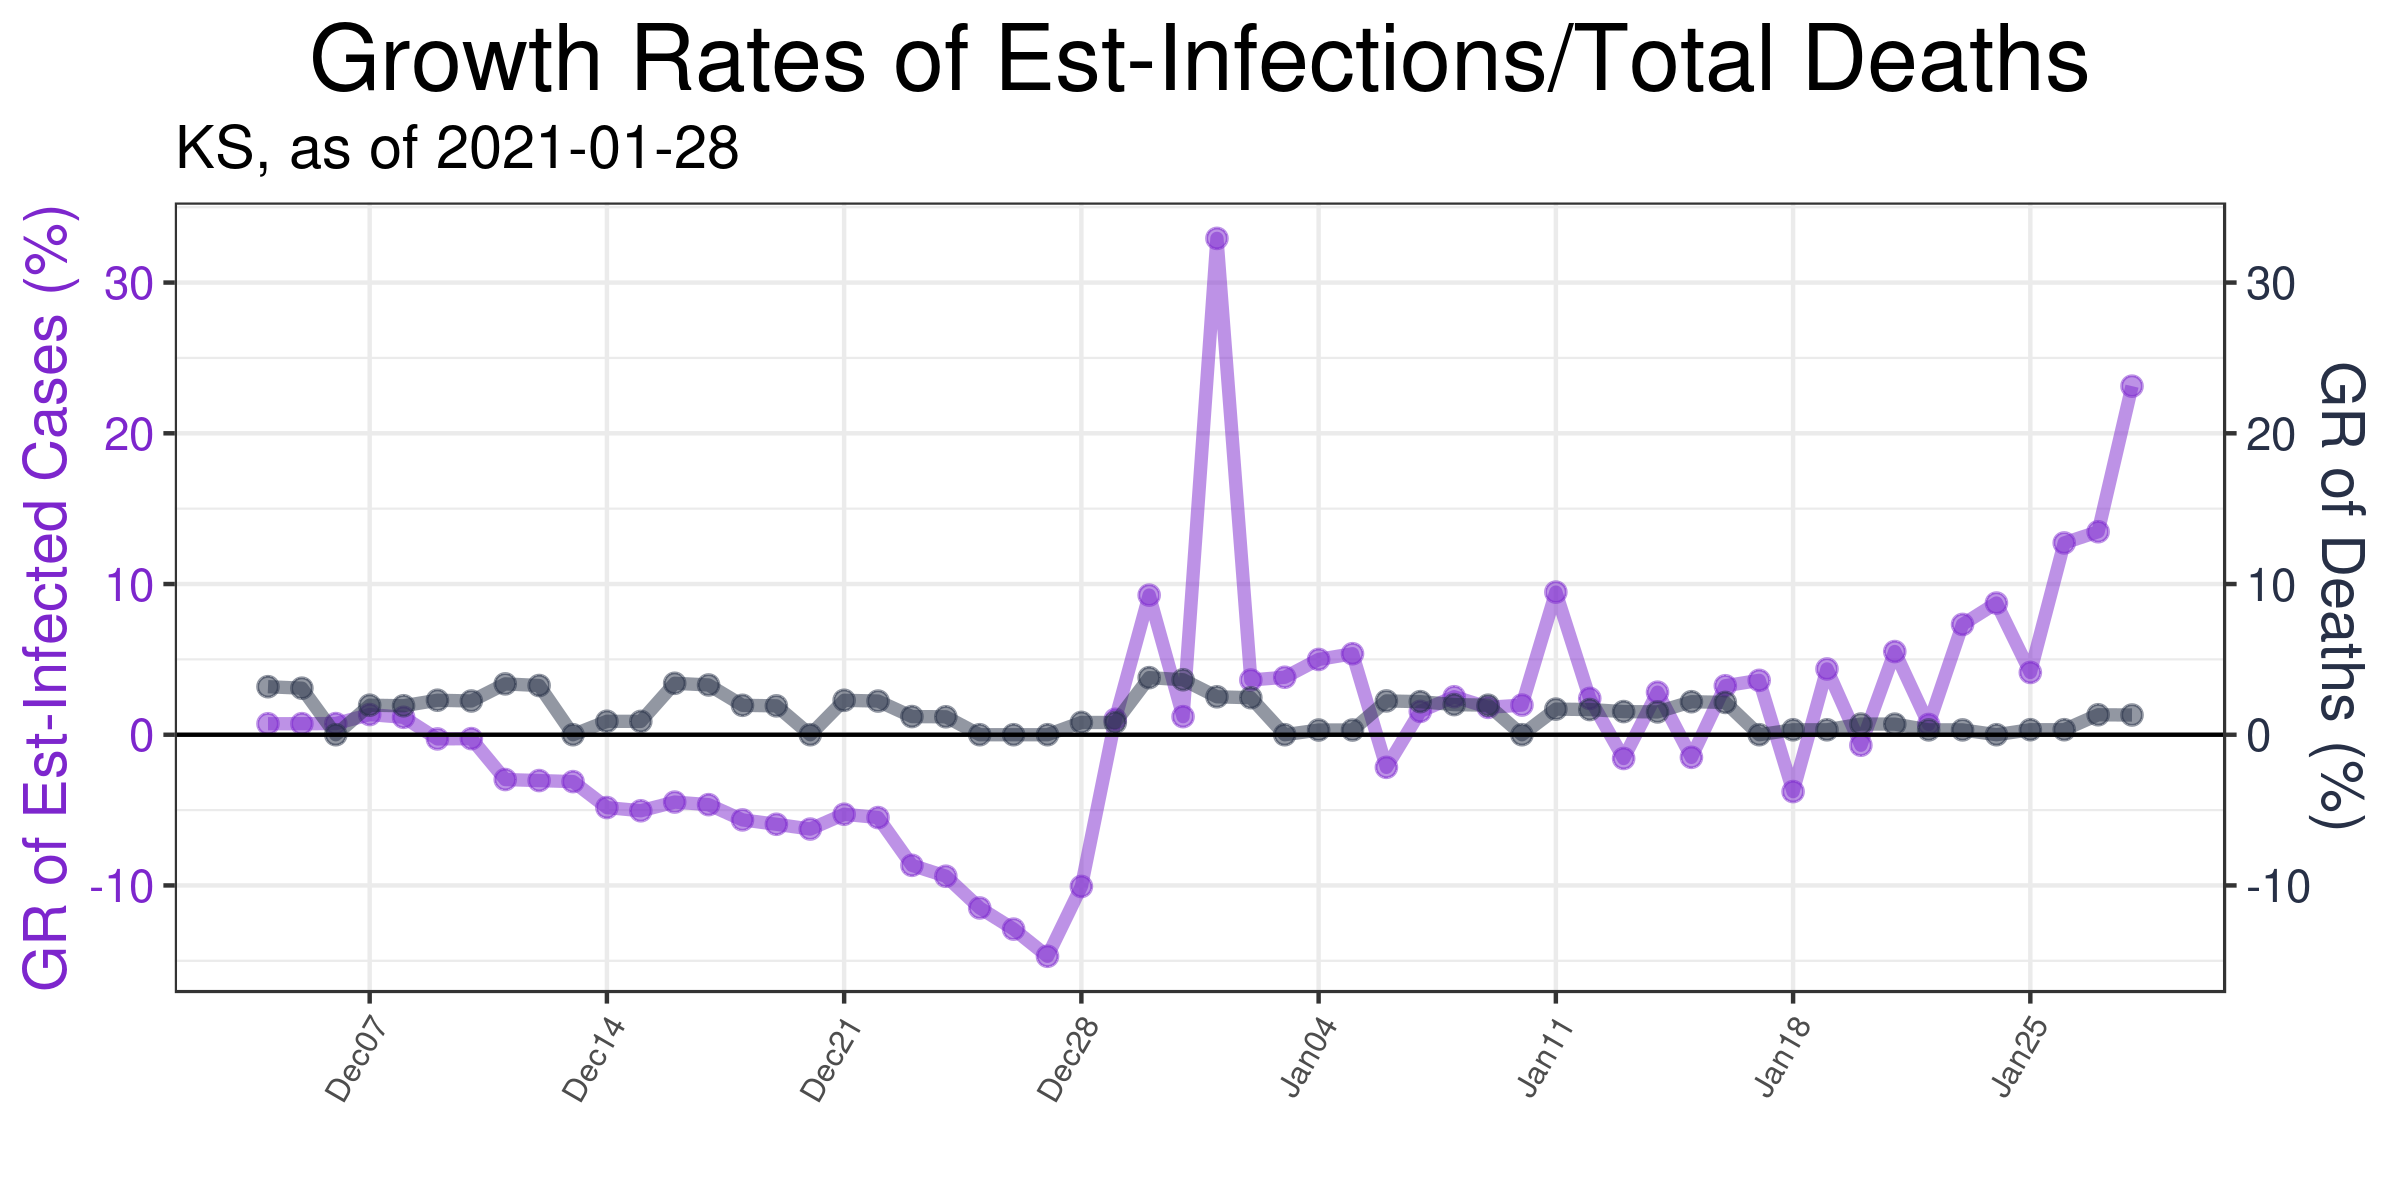 Growth Rates of Est-Infections/Total Deaths
KS, as of 2021-01-28
GR of Est-Infected Cases (%)
30
20
10
0
-10
30
20
10
0
-10
GR of Deaths (%)
Dec07
Dec14
Dec21
Dec28
Jan04
Jan11
Jan18
Jan25